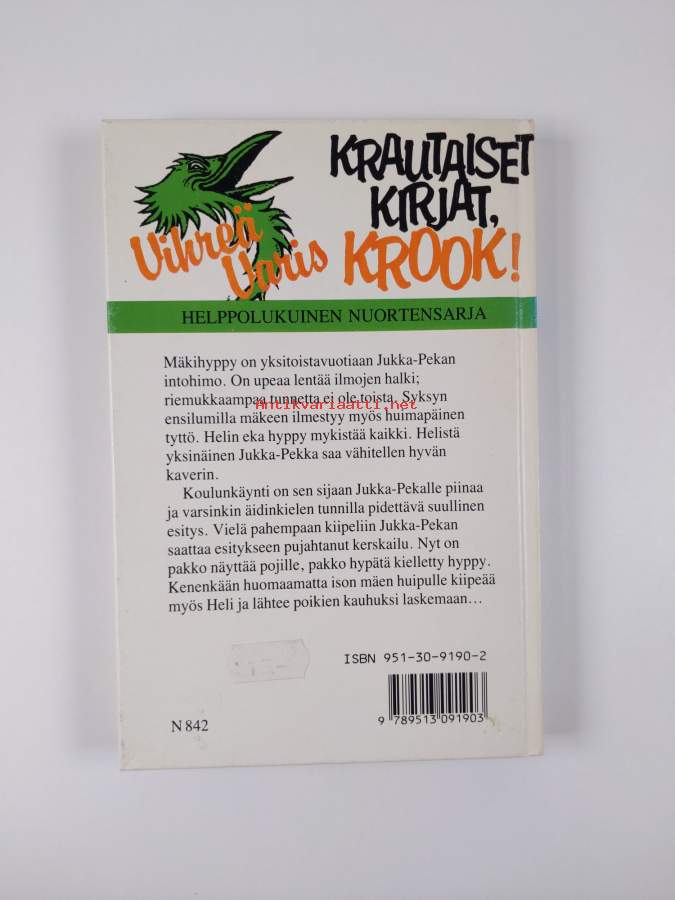 KRAUTAISET
KIRJAT,
KROOK!
Vihreä
Varis
HELPPOLUKUINEN NUORTENSARJA
Mäkihyppy on yksitoistavuotiaan Jukka-Pekan
intohimo. On upeaa lentää ilmojen halki;
riemukkaampaa tunnetta ei ole toista. Syksyn
Antikvariaatti.net
ensilumilla mäkeen ilmestyy myös huimapäinen
tyttö. Helin eka hyppy mykistää kaikki. Helistä
yksinäinen Jukka-Pekka saa vähitellen hyvän
kaverin.
Koulunkäynti on sen sijaan Jukka-Pekalle piinaa
ja varsinkin äidinkielen tunnilla pidettävä suullinen
esitys. Vielä pahempaan kiipeliin Jukka-Pekan
saattaa esitykseen pujahtanut kerskailu. Nyt on
pakko näyttää pojille, pakko hypätä kielletty hyppy.
Kenenkään huomaamatta ison mäen huipulle kiipeää
myös Heli ja lähtee poikien kauhuksi laskemaan...
ISBN 951-30-9190-2
9 789513 091903
N 842